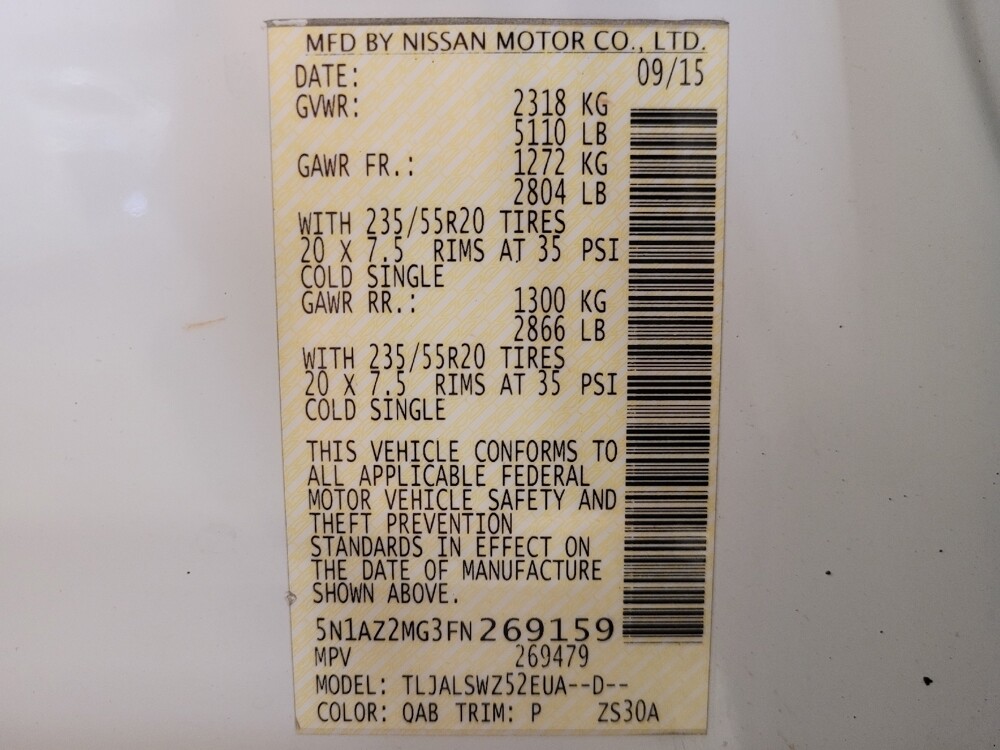 MFD BY NISSAN MOTOR CO., LTD.
DATE: 09/15
GVWR: 2318 KG
5110 LB
GAWR FR.: 1272 KG
2804 LB
WITH 235/55R20 TIRES
20 X 7.5 RIMS AT 35 PSI
COLD SINGLE
GAWR RR.: 1300 KG
2866 LB
WITH 235/55R20 TIRES
20 X 7.5 RIMS AT 35 PSI
COLD SINGLE
THIS VEHICLE CONFORMS TO
ALL APPLICABLE FEDERAL
MOTOR VEHICLE SAFETY AND
THEFT PREVENTION
STANDARDS IN EFFECT ON
THE DATE OF MANUFACTURE
SHOWN ABOVE.
5N1AZ2MG3FN269159
MPV 269479
MODEL: TLJALSWZ52EUA--D--
COLOR: QAB TRIM: P ZS30A